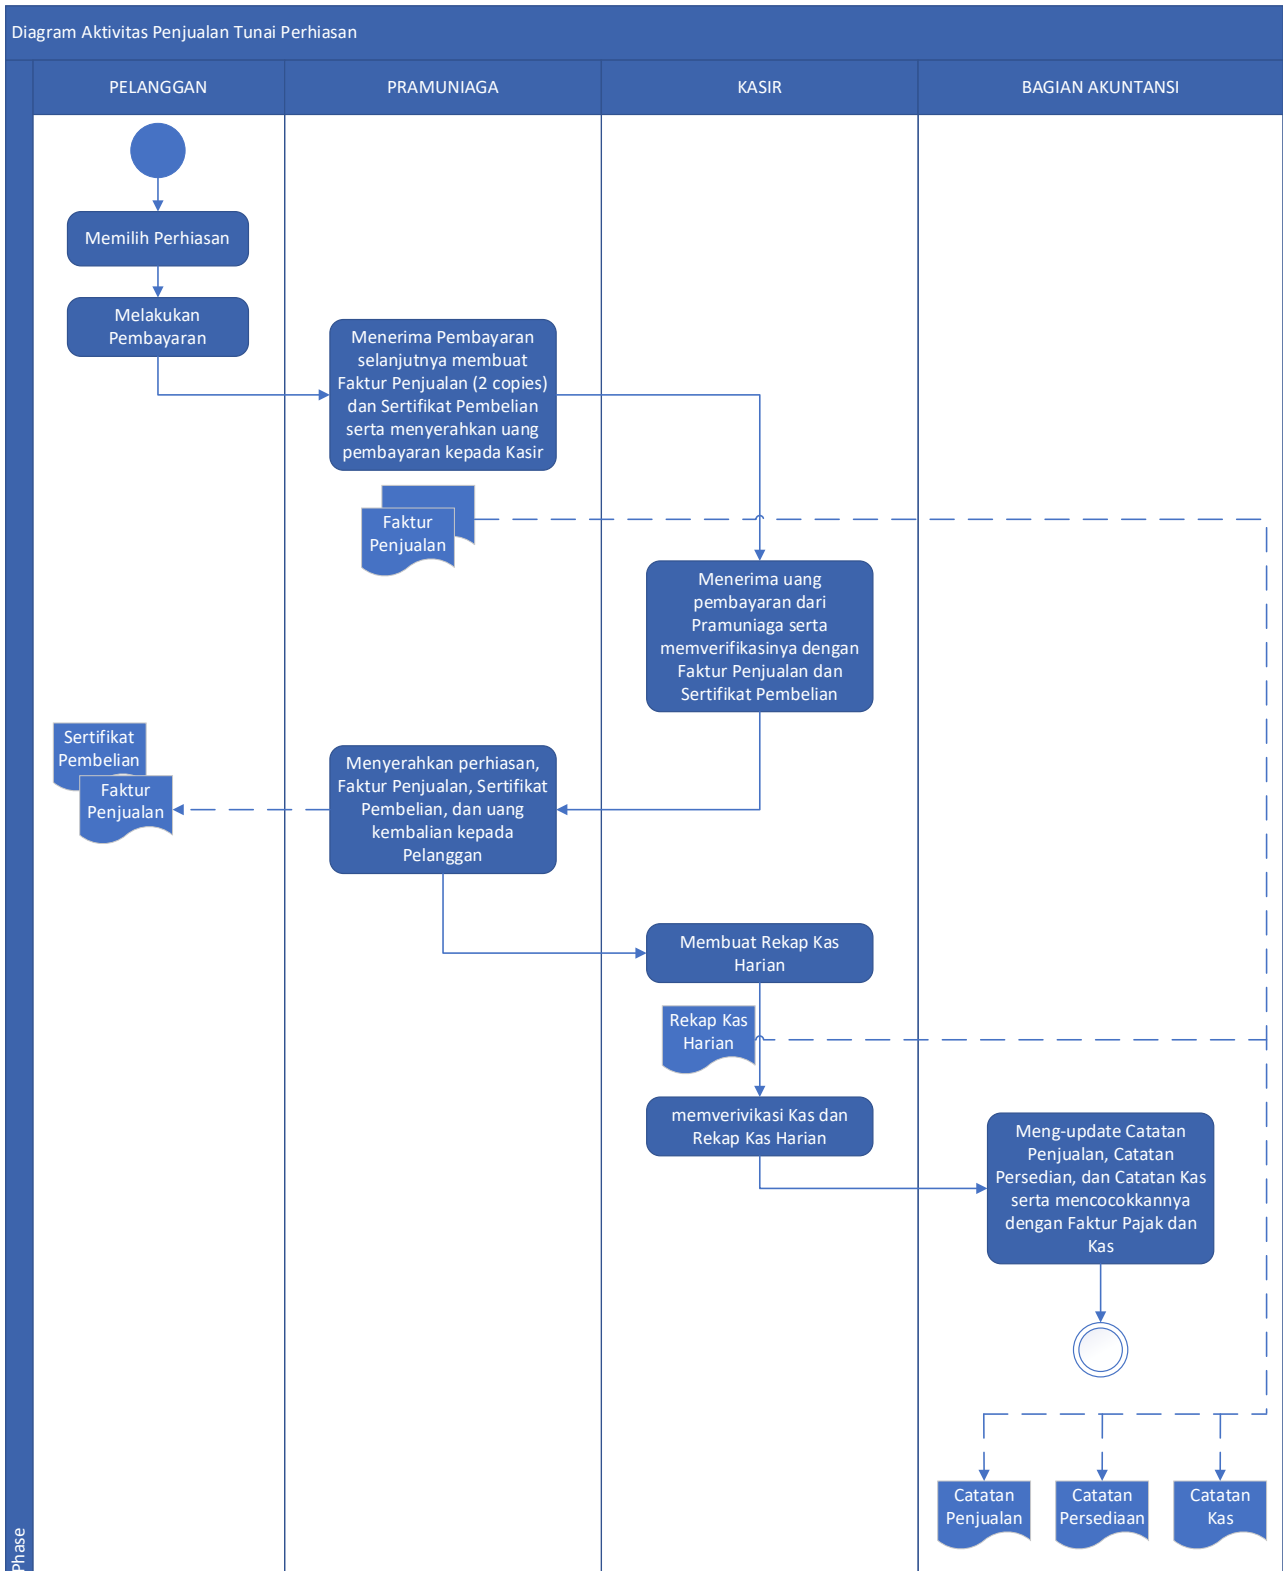 Diagram Aktivitas Penjualan Tunai Perhiasan
PELANGGAN
PRAMUNIAGA
KASIR
BAGIAN AKUNTANSI
Memilih Perhiasan
Melakukan
Pembayaran
Menerima Pembayaran
selanjutnya membuat
Faktur Penjualan (2 copies)
dan Sertifikat Pembelian
serta menyerahkan uang
pembayaran kepada Kasir
Faktur
Penjualan
Menerima uang
pembayaran dari
Pramuniaga serta
memverifikasinya dengan
Faktur Penjualan dan
Sertifikat Pembelian
Sertifikat
Pembelian
Faktur
Penjualan
Menyerahkan perhiasan,
Faktur Penjualan, Sertifikat
Pembelian, dan uang
kembalian kepada
Pelanggan
Membuat Rekap Kas
Harian
Rekap Kas
Harian
memverivikasi Kas dan
Rekap Kas Harian
Meng-update Catatan
Penjualan, Catatan
Persedian, dan Catatan Kas
serta mencocokkannya
dengan Faktur Pajak dan
Kas
Catatan
Penjualan
Catatan
Persediaan
Catatan
Kas
Phase